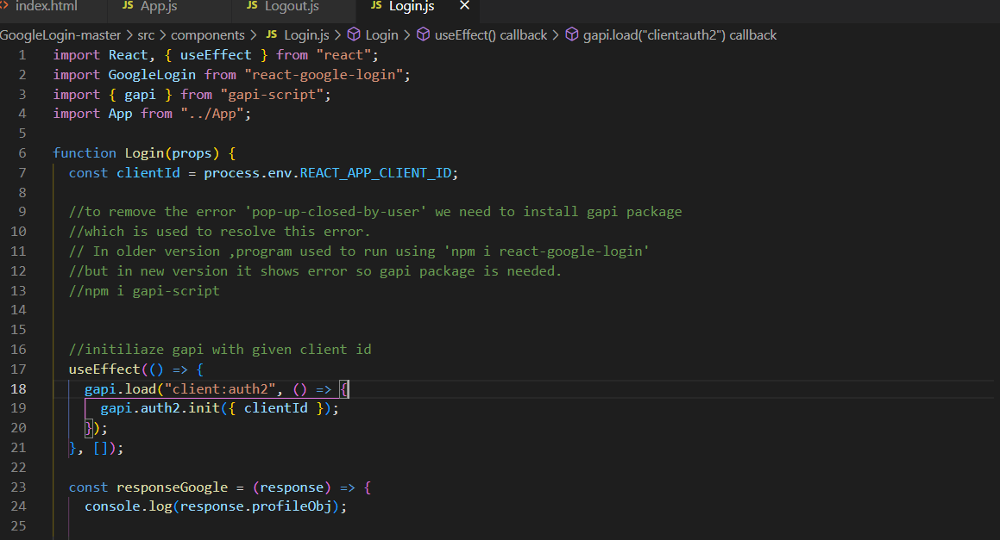 <> index.html JS App.js JS Logout.js JS Login.js ×
GoogleLogin-master > src > components > JS Login.js > Login > useEffect() callback > gapi.load("client:auth2") callback
1 import React, { useEffect } from "react";
2 import GoogleLogin from "react-google-login";
3 import { gapi } from "gapi-script";
4 import App from "../App";
5
6 function Login(props) {
7 const clientId = process.env.REACT_APP_CLIENT_ID;
8
9 //to remove the error 'pop-up-closed-by-user' we need to install gapi package
10 //which is used to resolve this error.
11 // In older version ,program used to run using 'npm i react-google-login'
12 //but in new version it shows error so gapi package is needed.
13 //npm i gapi-script
14
15
16 //initiliaze gapi with given client id
17 useEffect(() => {
18 gapi.load("client:auth2", () => {
19 gapi.auth2.init({ clientId });
20 });
21 }, []);
22
23 const responseGoogle = (response) => {
24 console.log(response.profileObj);
25